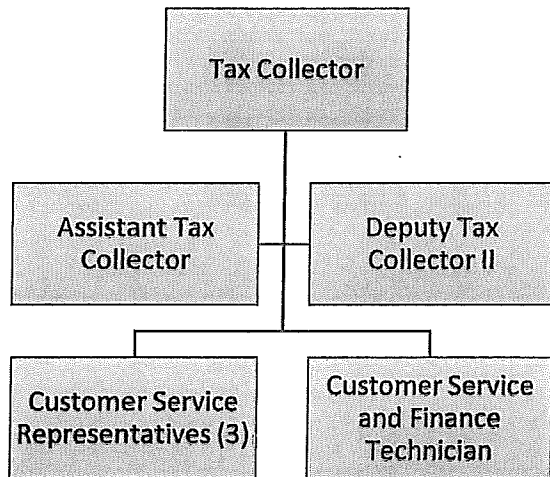 Tax Collector
Assistant Tax
Collector
Deputy Tax
Collector II
Customer Service
Representatives (3)
Customer Service
and Finance
Technician